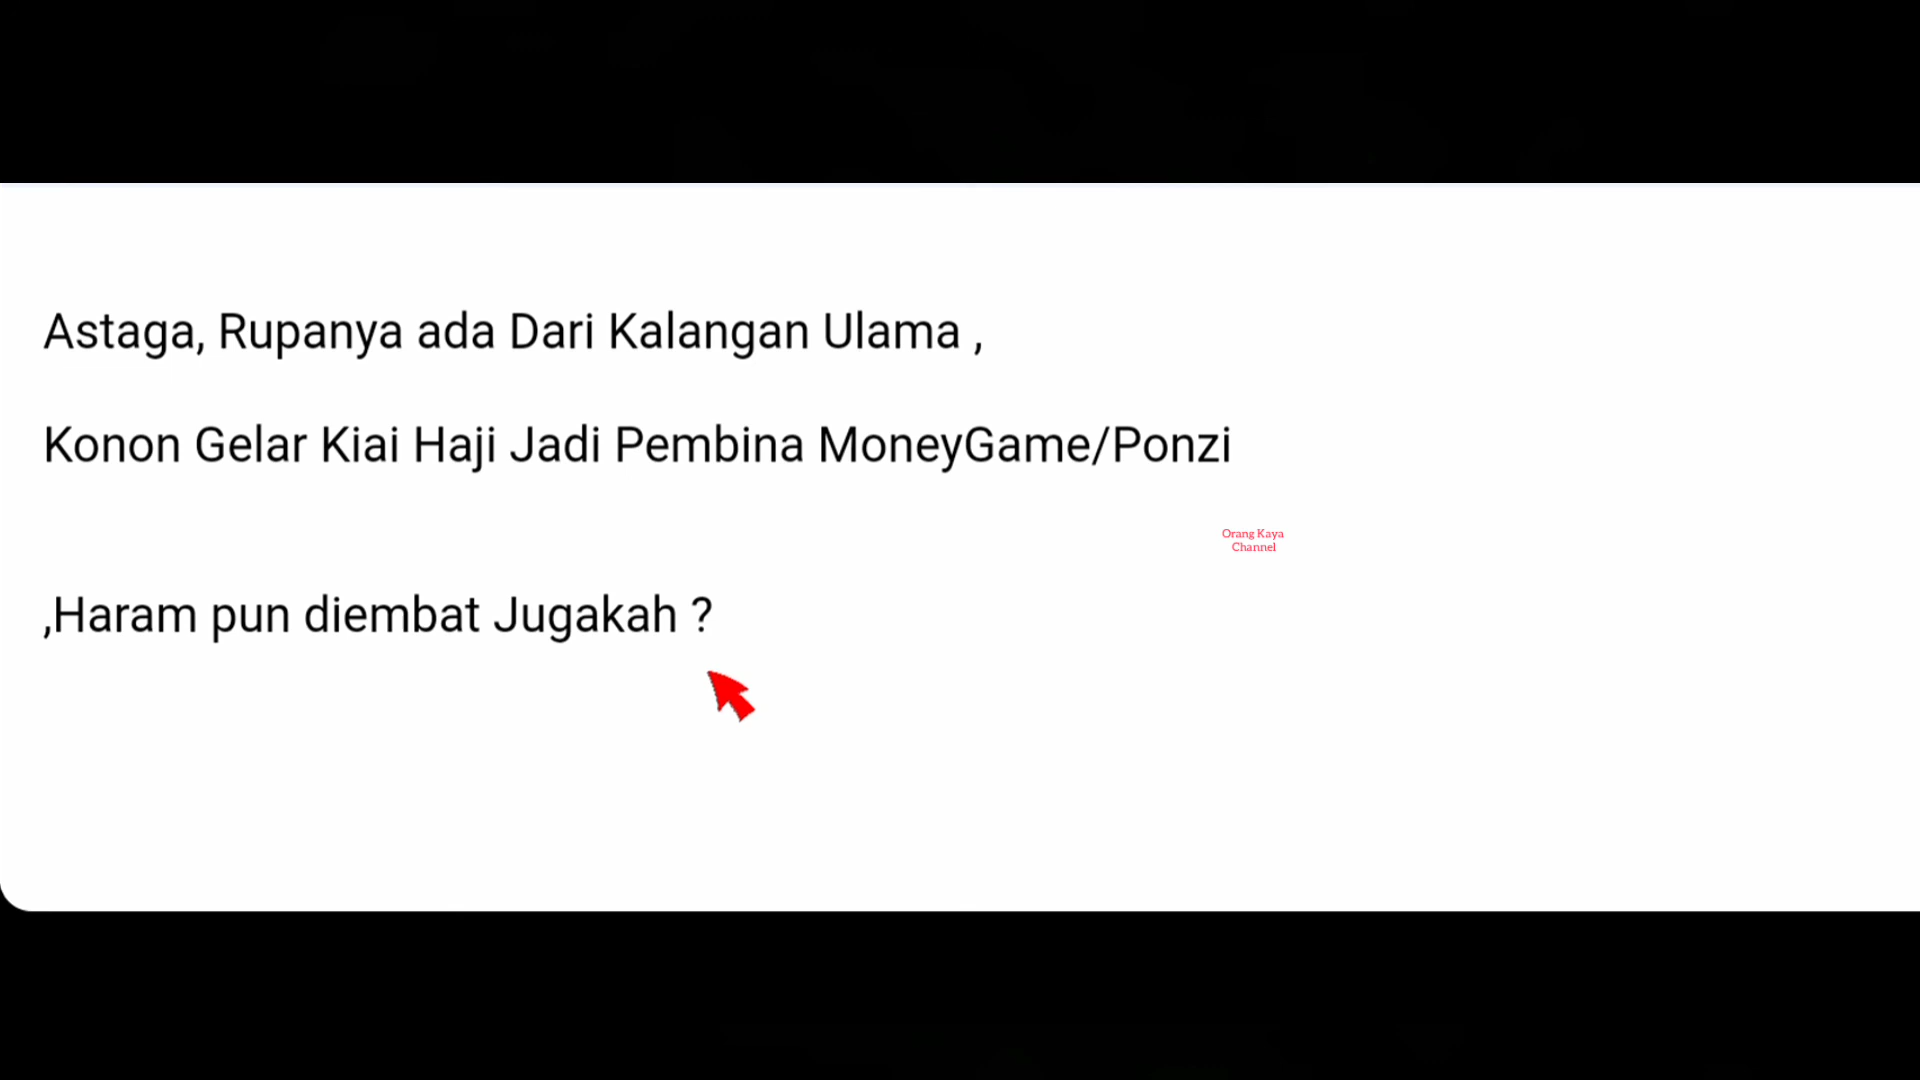 Astaga, Rupanya ada Dari Kalangan Ulama ,
Konon Gelar Kiai Haji Jadi Pembina MoneyGame/Ponzi
Orang Kaya
Channel
,Haram pun diembat Jugakah ?